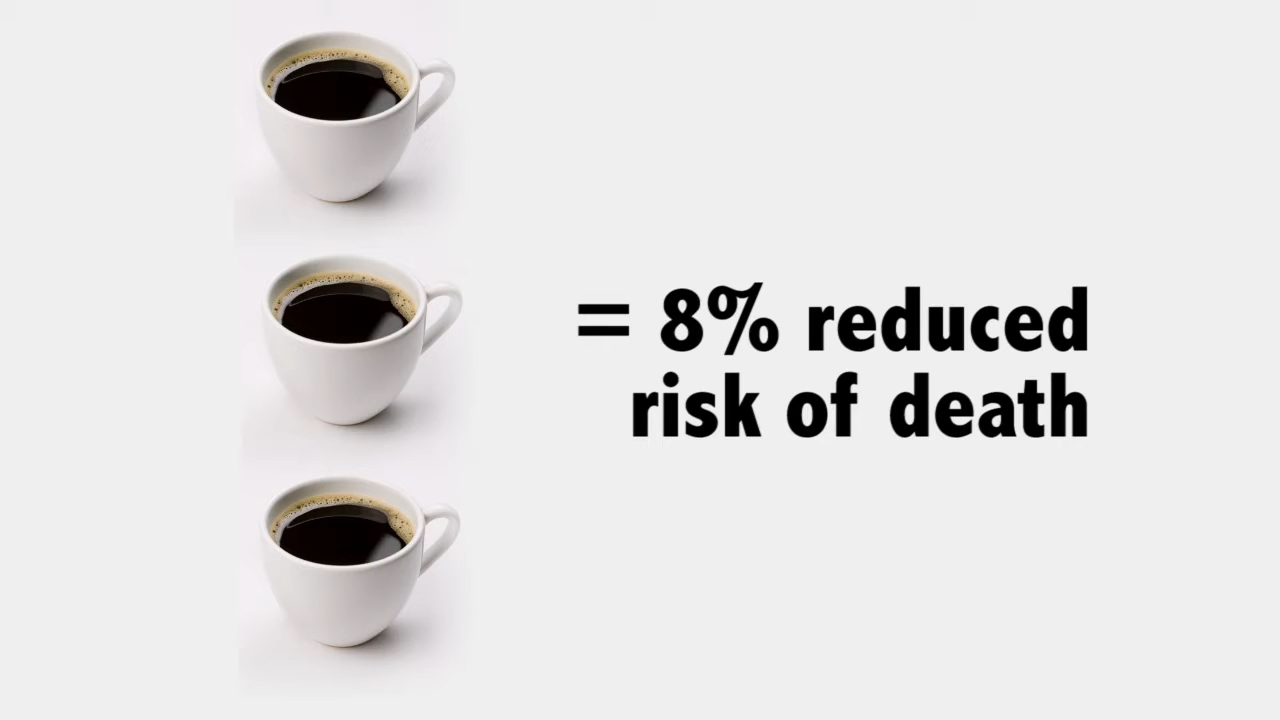 = 8% reduced
risk of death